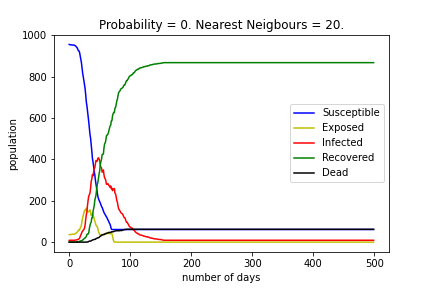 Probability = 0. Nearest Neigbours = 20.
1000
800
600
400
200
0
population
Susceptible
Exposed
Infected
Recovered
Dead
0 100 200 300 400 500
number of days